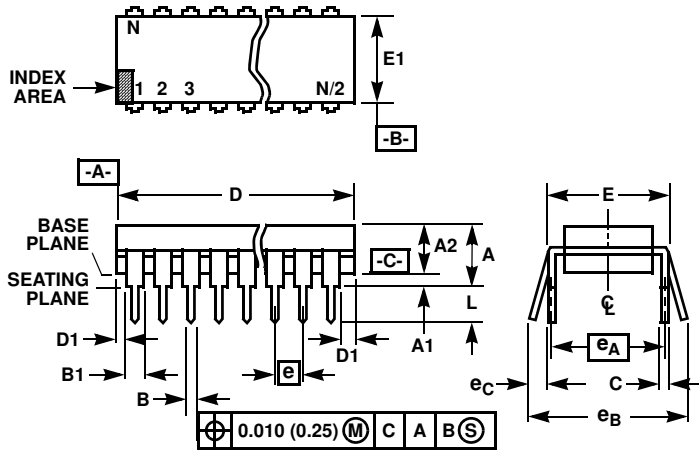 N
INDEX
AREA
1 2 3 N/2
E1
-B-
-A-
D
E
BASE
PLANE
-C-
A2
A
SEATING
PLANE
L
C
L
D1
A1
D1
B1
e
eA
B
eC
C
eB
0.010 (0.25) M C A B S